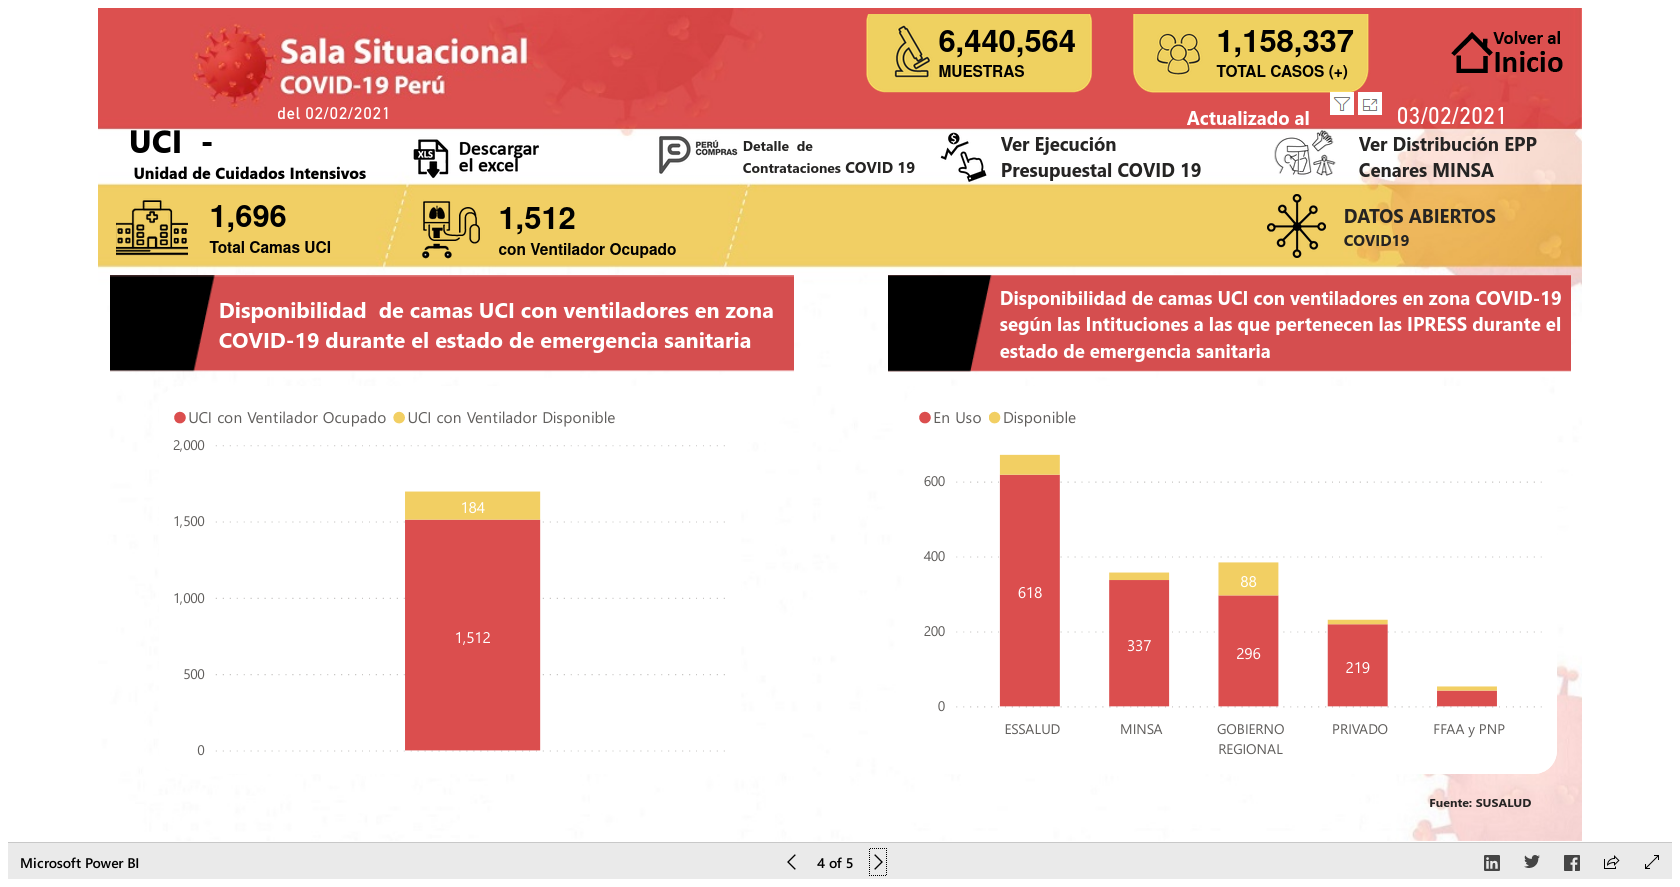 Sala Situacional
COVID-19 Perú
del 02/02/2021
6,440,564
MUESTRAS
1,158,337
TOTAL CASOS (+)
Volver al
Inicio
Actualizado al
03/02/2021
UCI -
Unidad de Cuidados Intensivos
XLS
Descargar
el excel
PERÚ
COMPRAS
Detalle de
Contrataciones COVID 19
$
Ver Ejecución
Presupuestal COVID 19
Ver Distribución EPP
Cenares MINSA
1,696
Total Camas UCI
1,512
con Ventilador Ocupado
DATOS ABIERTOS
COVID19
Disponibilidad de camas UCI con ventiladores en zona
COVID-19 durante el estado de emergencia sanitaria
Disponibilidad de camas UCI con ventiladores en zona COVID-19
según las Intituciones a las que pertenecen las IPRESS durante el
estado de emergencia sanitaria
UCI con Ventilador Ocupado UCI con Ventilador Disponible
2,000
1,500
1,000
500
0
184
1,512
En Uso Disponible
600
400
200
0
618
337
88
296
219
ESSALUD
MINSA
GOBIERNO
REGIONAL
PRIVADO
FFAA y PNP
Fuente: SUSALUD
Microsoft Power BI
4 of 5